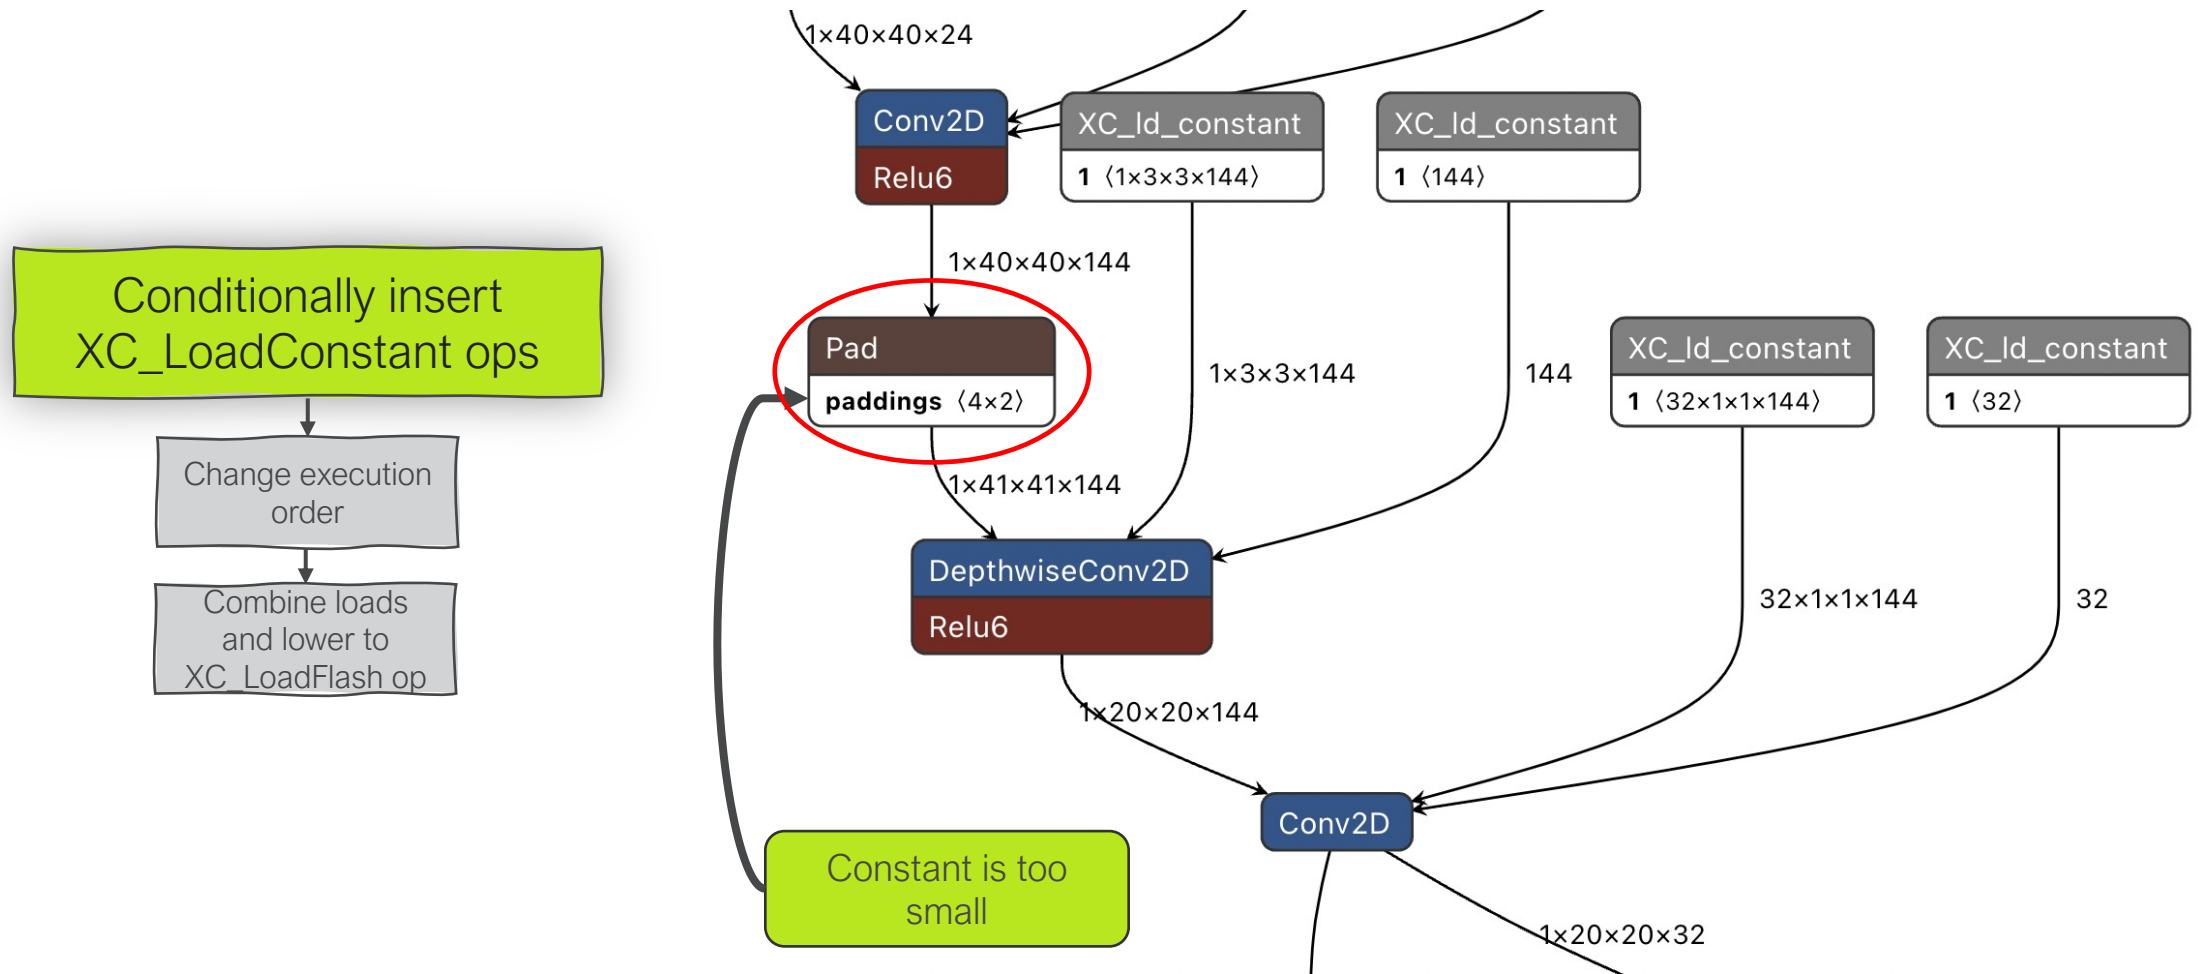 Conditionally insert
XC_LoadConstant ops
Change execution
order
Combine loads
and lower to
XC_LoadFlash op
1×40×40×24
Conv2D
Relu6
XC_ld_constant
1 ⟨1×3×3×144⟩
XC_ld_constant
1 ⟨144⟩
1×40×40×144
Pad
paddings ⟨4×2⟩
1×3×3×144
144
XC_ld_constant
1 ⟨32×1×1×144⟩
XC_ld_constant
1 ⟨32⟩
1×41×41×144
DepthwiseConv2D
Relu6
32×1×1×144
32
1×20×20×144
Conv2D
Constant is too
small
1×20×20×32